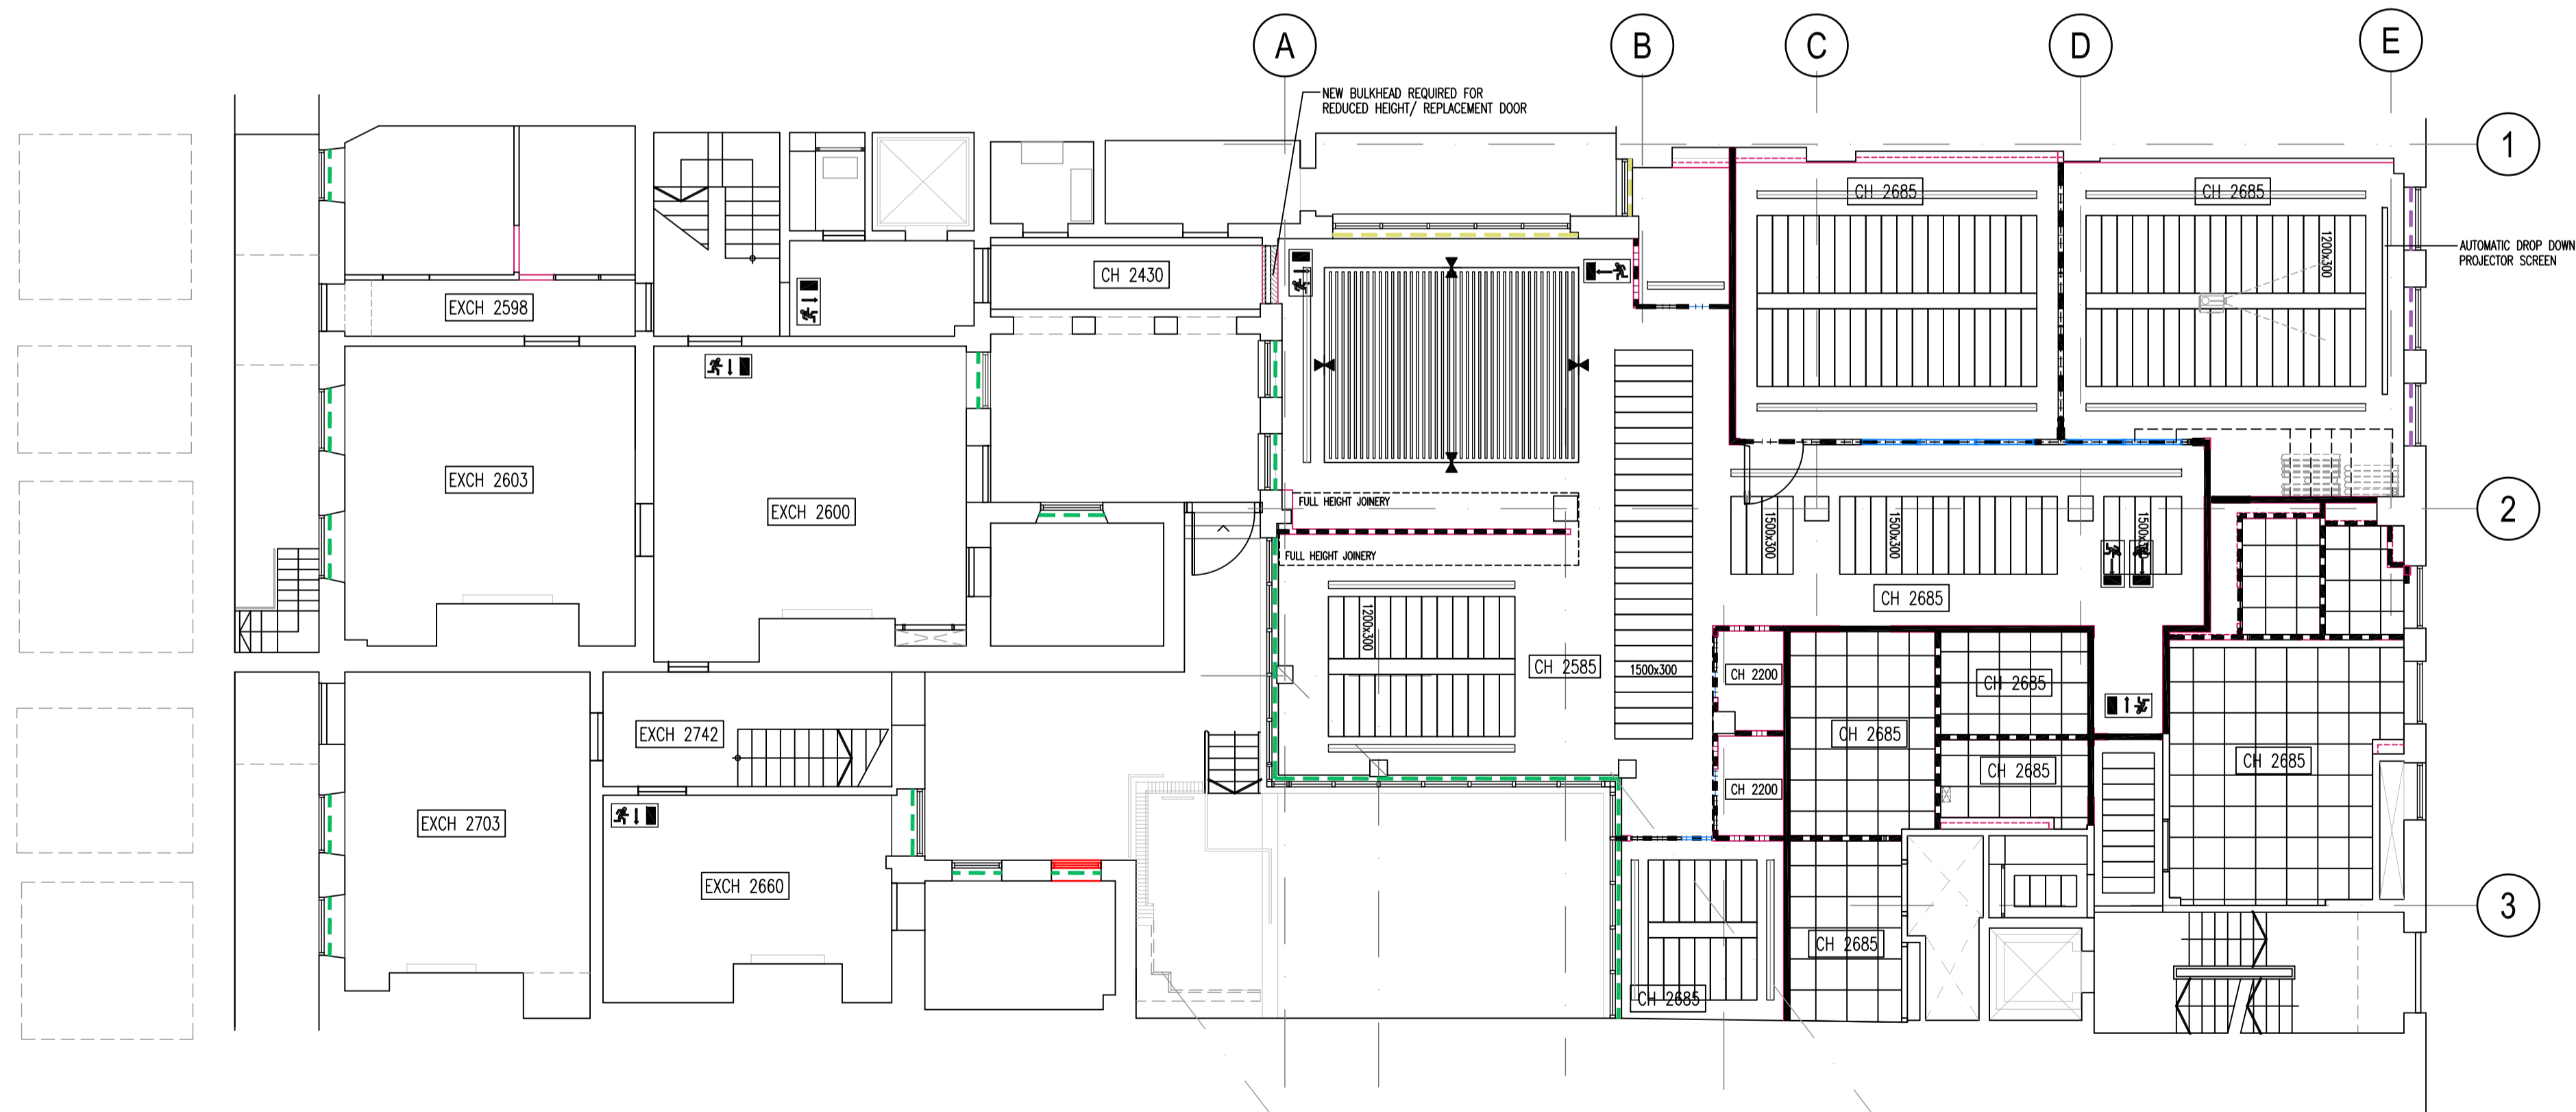 A
B
C
D
E
NEW BULKHEAD REQUIRED FOR
REDUCED HEIGHT/ REPLACEMENT DOOR
1
CH 2685
CH 2685
1200x300
AUTOMATIC DROP DOWN
PROJECTOR SCREEN
CH 2430
EXCH 2598
EXCH 2603
EXCH 2600
FULL HEIGHT JOINERY
FULL HEIGHT JOINERY
1500x300
1500x300
1500x300
2
1200x300
CH 2585
1500x300
CH 2685
CH 2200
CH 2685
CH 2685
CH 2685
CH 2200
CH 2685
EXCH 2742
EXCH 2703
EXCH 2660
CH 2685
CH 2685
3